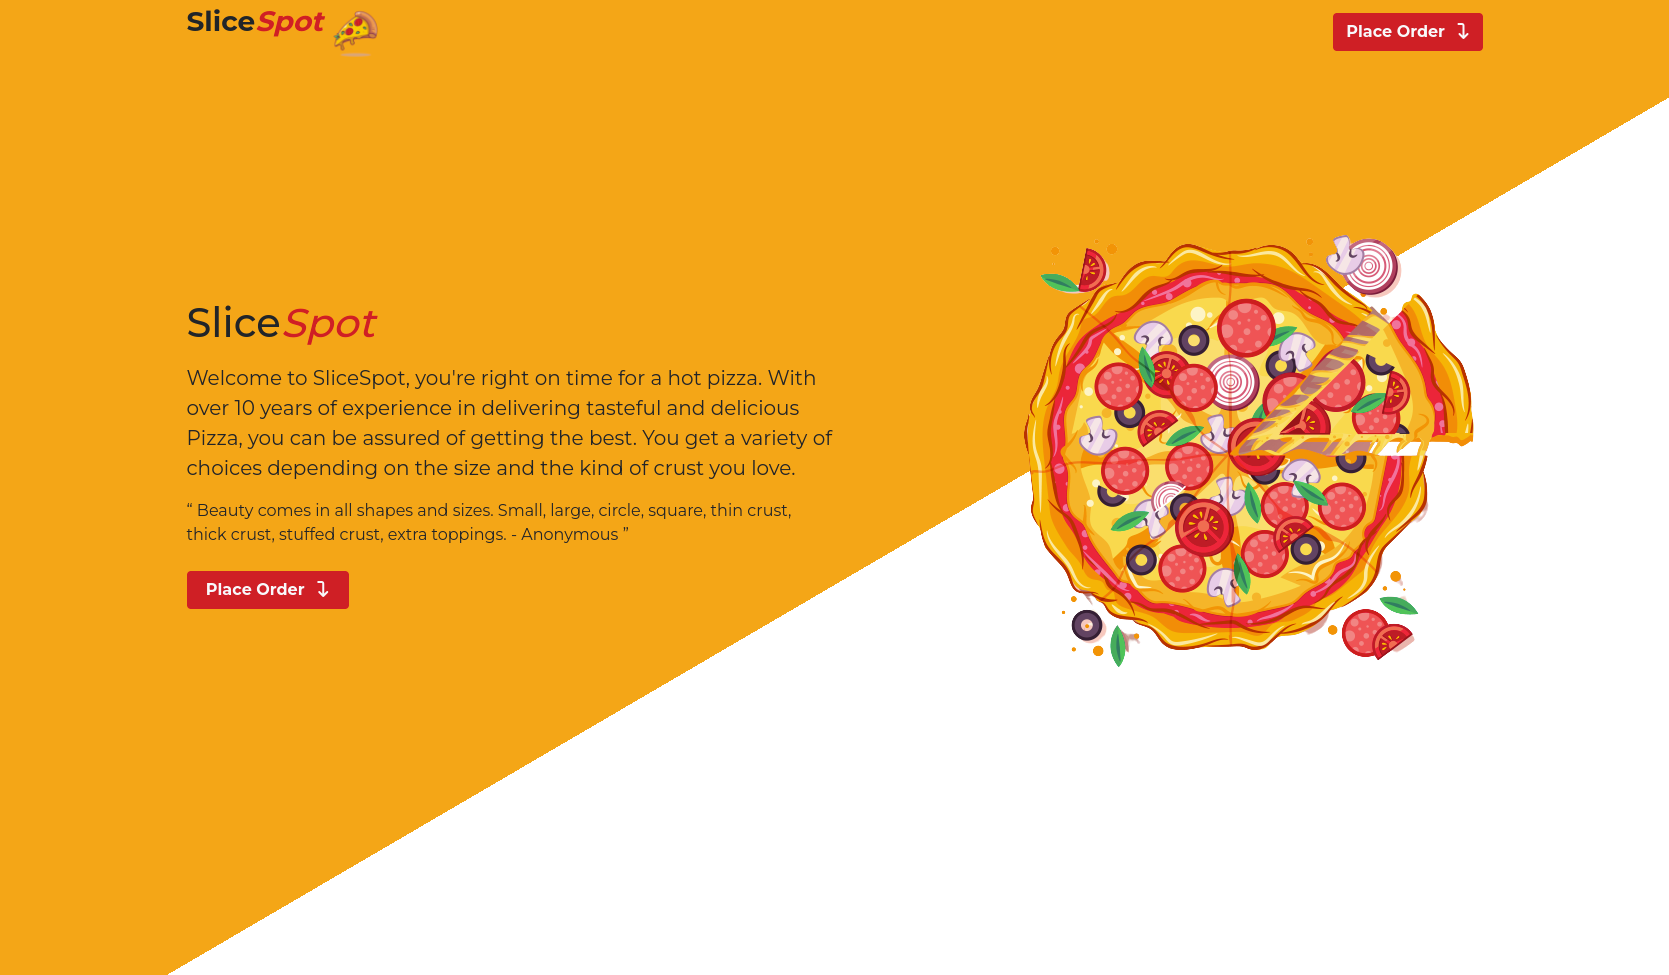 SliceSpot
Place Order
SliceSpot
Welcome to SliceSpot, you're right on time for a hot pizza. With
over 10 years of experience in delivering tasteful and delicious
Pizza, you can be assured of getting the best. You get a variety of
choices depending on the size and the kind of crust you love.
“ Beauty comes in all shapes and sizes. Small, large, circle, square, thin crust,
thick crust, stuffed crust, extra toppings. - Anonymous ”
Place Order